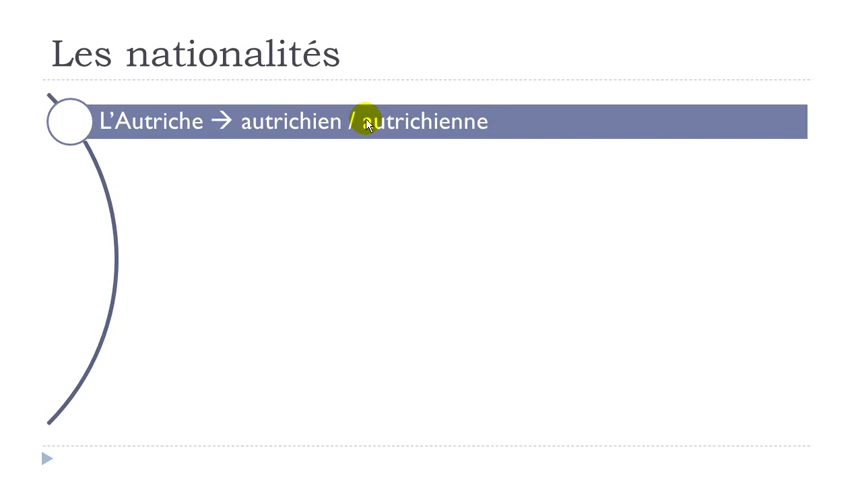 Les nationalités
L’Autriche → autrichien / autrichienne